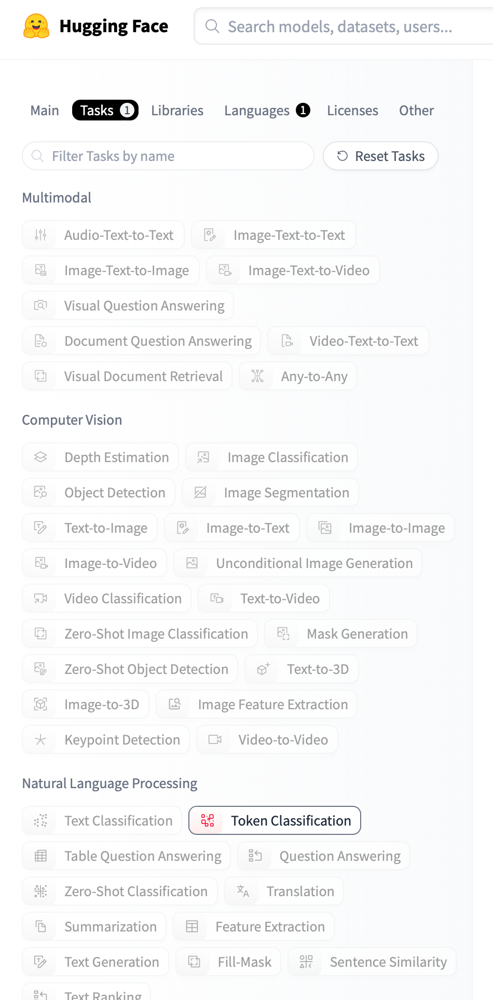 Hugging Face
Search models, datasets, users...
Main Tasks 1 Libraries Languages 1 Licenses Other
Filter Tasks by name Reset Tasks
Multimodal
Audio-Text-to-Text Image-Text-to-Text
Image-Text-to-Image Image-Text-to-Video
Visual Question Answering
Document Question Answering Video-Text-to-Text
Visual Document Retrieval Any-to-Any
Computer Vision
Depth Estimation Image Classification
Object Detection Image Segmentation
Text-to-Image Image-to-Text Image-to-Image
Image-to-Video Unconditional Image Generation
Video Classification Text-to-Video
Zero-Shot Image Classification Mask Generation
Zero-Shot Object Detection Text-to-3D
Image-to-3D Image Feature Extraction
Keypoint Detection Video-to-Video
Natural Language Processing
Text Classification Token Classification
Table Question Answering Question Answering
Zero-Shot Classification Translation
Summarization Feature Extraction
Text Generation Fill-Mask Sentence Similarity
Text Ranking